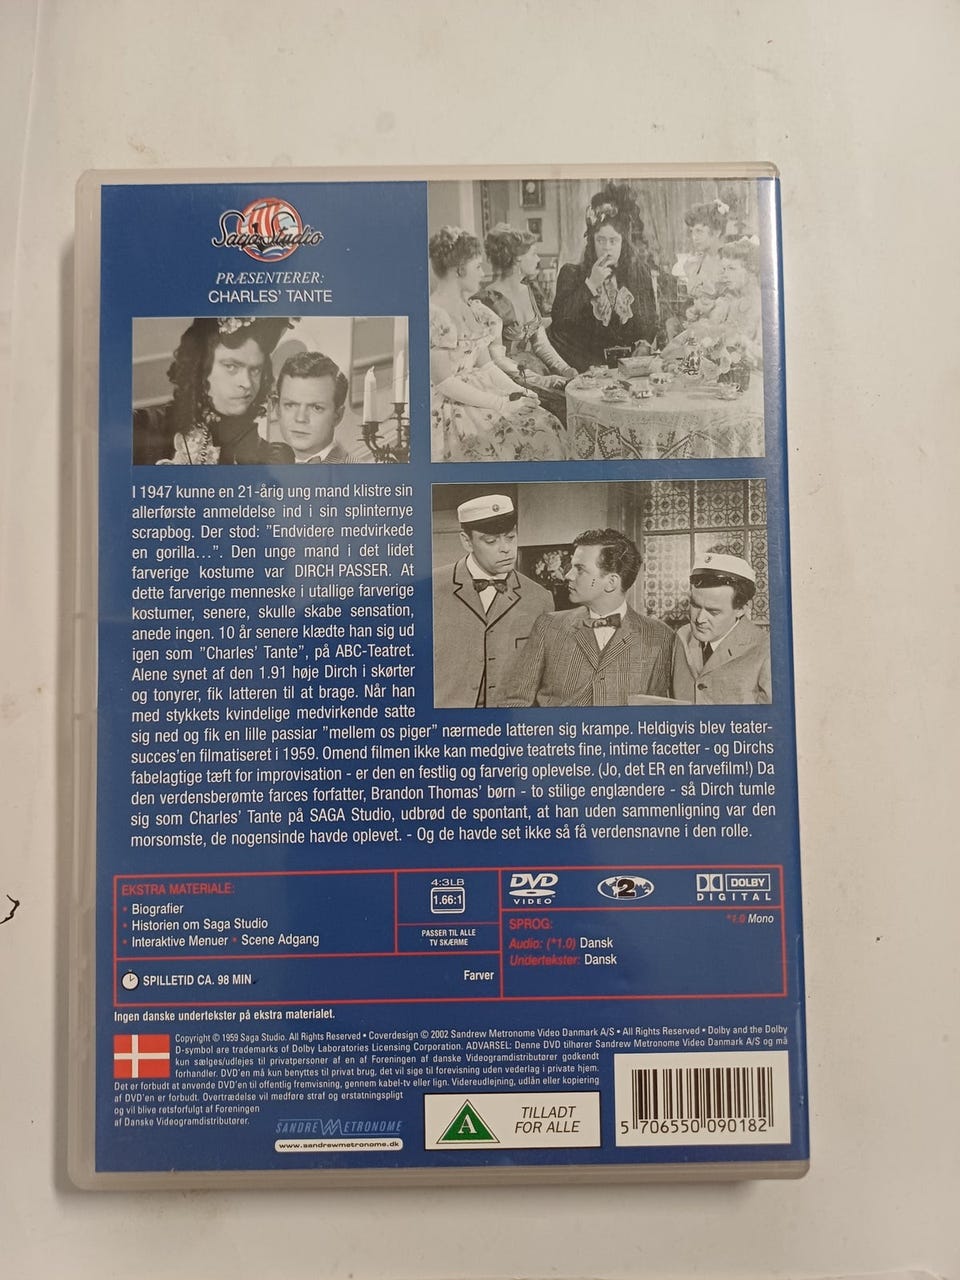 Saga Studio
PRÆSENTERER:
CHARLES' TANTE
I 1947 kunne en 21-årig ung mand klistre sin
allerførste anmeldelse ind i sin splinternye
scrapbog. Der stod: "Endvidere medvirkede
en gorilla...". Den unge mand i det lidet
farverige kostume var DIRCH PASSER. At
dette farverige menneske i utallige farverige
kostumer, senere, skulle skabe sensation,
anede ingen. 10 år senere klædte han sig ud
igen som "Charles' Tante", på ABC-Teatret.
Alene synet af den 1.91 høje Dirch i skørter
og tonyrer, fik latteren til at brage. Når han
med stykkets kvindelige medvirkende satte
sig ned og fik en lille passiar "mellem os piger" nærmede latteren sig krampe. Heldigvis blev teater-
succes'en filmatiseret i 1959. Omend filmen ikke kan medgive teatrets fine, intime facetter - og Dirchs
fabelagtige tæft for improvisation - er den en festlig og farverig oplevelse. (Jo, det ER en farvefilm!) Da
den verdensberømte farces forfatter, Brandon Thomas' børn - to stilige englændere - så Dirch tumle
sig som Charles' Tante på SAGA Studio, udbrød de spontant, at han uden sammenligning var den
morsomste, de nogensinde havde oplevet. - Og de havde set ikke så få verdensnavne i den rolle.
EKSTRA MATERIALE:
• Biografier
• Historien om Saga Studio
• Interaktive Menuer • Scene Adgang
SPILLETID CA. 98 MIN.
Farver
4:3LB
1.66:1
PASSER TIL ALLE
TV SKÆRME
DVD
VIDEO
2
DOLBY
DIGITAL
*1.0 Mono
SPROG:
Audio: (*1.0) Dansk
Undertekster: Dansk
Ingen danske undertekster på ekstra materialet.
Copyright © 1959 Saga Studio. All Rights Reserved • Coverdesign © 2002 Sandrew Metronome Video Danmark A/S • All Rights Reserved • Dolby and the Dolby
D-symbol are trademarks of Dolby Laboratories Licensing Corporation. ADVARSEL: Denne DVD tilhører Sandrew Metronome Video Danmark A/S og må
kun sælges/udlejes til privatpersoner af en af Foreningen af danske Videogramdistributører godkendt
forhandler. DVD'en må kun benyttes til privat brug, det vil sige til forevisning uden vederlag i private hjem.
Det er forbudt at anvende DVD'en til offentlig fremvisning, gennem kabel-tv eller lign. Videreudlejning, udlån eller kopiering
af DVD'en er forbudt. Overtrædelse vil medføre straf og erstatningspligt
og vil blive retsforfulgt af Foreningen
af Danske Videogramdistributører.
SANDREW METRONOME
www.sandrewmetronome.dk
A
TILLADT
FOR ALLE
5 706550 090182